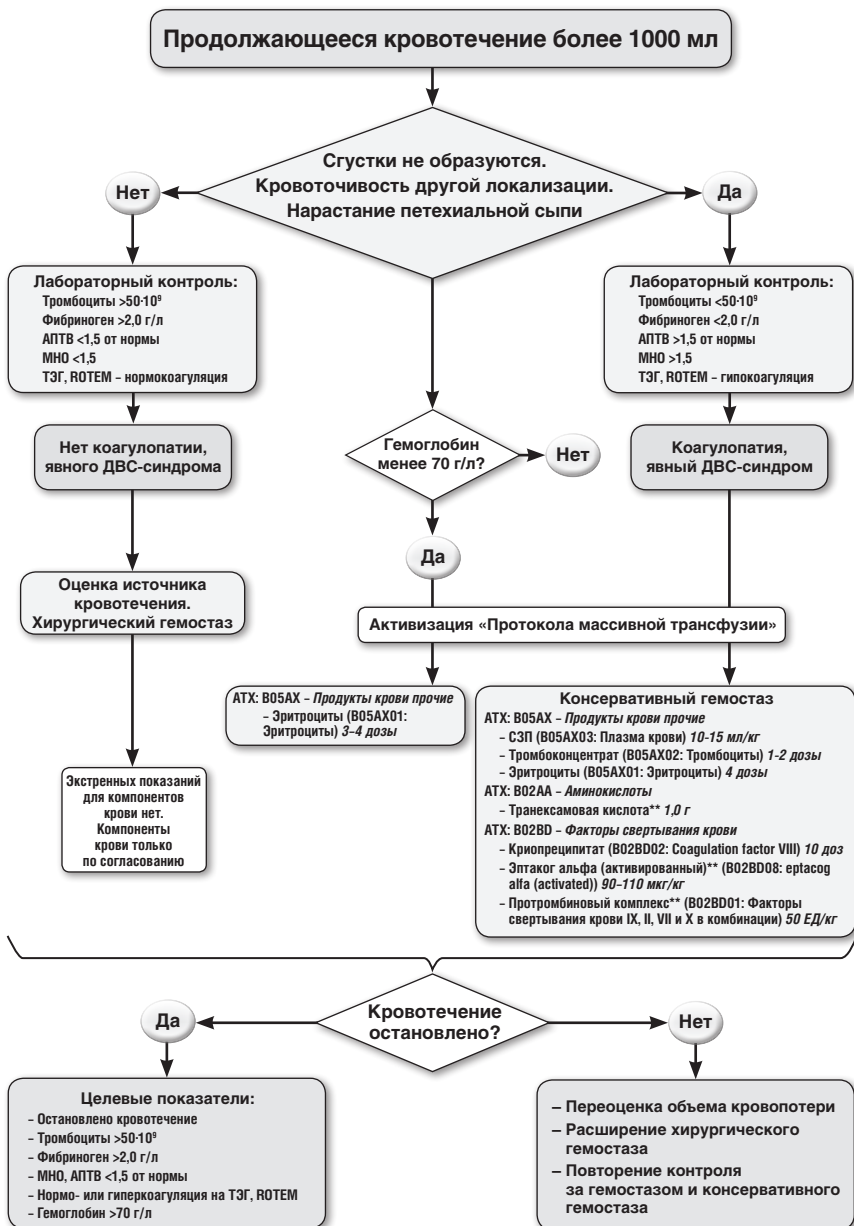 Продолжающееся кровотечение более 1000 мл
Сгустки не образуются.
Кровоточивость другой локализации.
Нарастание петехиальной сыпи
Нет
Да
Лабораторный контроль:
Тромбоциты >50·10⁹
Фибриноген >2,0 г/л
АПТВ <1,5 от нормы
МНО <1,5
ТЭГ, ROTEM – нормокоагуляция
Лабораторный контроль:
Тромбоциты <50·10⁹
Фибриноген <2,0 г/л
АПТВ >1,5 от нормы
МНО >1,5
ТЭГ, ROTEM – гипокоагуляция
Нет коагулопатии,
явного ДВС-синдрома
Гемоглобин
менее 70 г/л?
Нет
Коагулопатия,
явный ДВС-синдром
Да
Оценка источника
кровотечения.
Хирургический гемостаз
Активизация «Протокола массивной трансфузии»
АТХ: B05AX – Продукты крови прочие
– Эритроциты (B05AX01:
Эритроциты) 3–4 дозы
Консервативный гемостаз
АТХ: B05AX – Продукты крови прочие
– СЗП (B05AX03: Плазма крови) 10-15 мл/кг
– Тромбоконцентрат (B05AX02: Тромбоциты) 1-2 дозы
– Эритроциты (B05AX01: Эритроциты) 4 дозы
АТХ: B02AA – Аминокислоты
– Транексамовая кислота** 1,0 г
АТХ: B02BD – Факторы свертывания крови
– Криопреципитат (B02BD02: Coagulation factor VIII) 10 доз
– Эптаког альфа (активированный)** (B02BD08: eptacog
alfa (activated)) 90–110 мкг/кг
– Протромбиновый комплекс** (B02BD01: Факторы
свертывания крови IX, II, VII и X в комбинации) 50 ЕД/кг
Экстренных показаний
для компонентов
крови нет.
Компоненты
крови только
по согласованию
Кровотечение
остановлено?
Да
Нет
Целевые показатели:
– Остановлено кровотечение
– Тромбоциты >50·10⁹
– Фибриноген >2,0 г/л
– МНО, АПТВ <1,5 от нормы
– Нормо- или гиперкоагуляция на ТЭГ, ROTEM
– Гемоглобин >70 г/л
– Переоценка объема кровопотери
– Расширение хирургического
гемостаза
– Повторение контроля
за гемостазом и консервативного
гемостаза